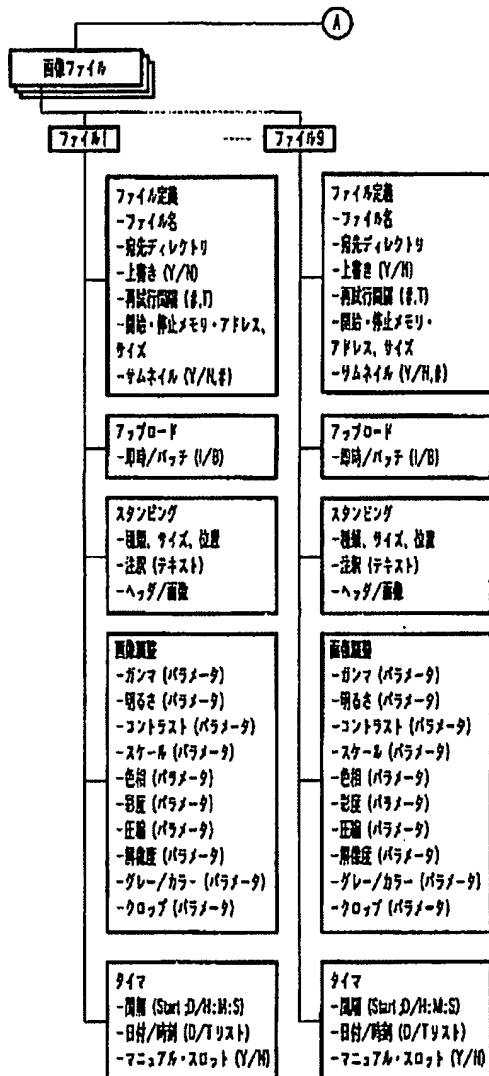 A
画像ファイル
ファイル1
ファイル9
ファイル定義
-ファイル名
-宛先ディレクトリ
-上書き (Y/N)
-再試行間隔 (#,T)
-開始・停止メモリ・アドレス、
サイズ
-サムネイル (Y/N,#)
アップロード
-即時/バッチ (I/B)
スタンピング
-種類、サイズ、位置
-注釈 (テキスト)
-ヘッダ/画像
画像調整
-ガンマ (パラメータ)
-明るさ (パラメータ)
-コントラスト (パラメータ)
-スケール (パラメータ)
-色相 (パラメータ)
-彩度 (パラメータ)
-圧縮 (パラメータ)
-解像度 (パラメータ)
-グレー/カラー (パラメータ)
-クロップ (パラメータ)
タイマ
-間隔 (Start;D/H:M:S)
-日付/時刻 (D/Tリスト)
-マニュアル・スロット (Y/N)
ファイル定義
-ファイル名
-宛先ディレクトリ
-上書き (Y/N)
-再試行間隔 (#,T)
-開始・停止メモリ・
アドレス、サイズ
-サムネイル (Y/N,#)
アップロード
-即時/バッチ (I/B)
スタンピング
-種類、サイズ、位置
-注釈 (テキスト)
-ヘッダ/画像
画像調整
-ガンマ (パラメータ)
-明るさ (パラメータ)
-コントラスト (パラメータ)
-スケール (パラメータ)
-色相 (パラメータ)
-彩度 (パラメータ)
-圧縮 (パラメータ)
-解像度 (パラメータ)
-グレー/カラー (パラメータ)
-クロップ (パラメータ)
タイマ
-間隔 (Start;D/H:M:S)
-日付/時刻 (D/Tリスト)
-マニュアル・スロット (Y/N)